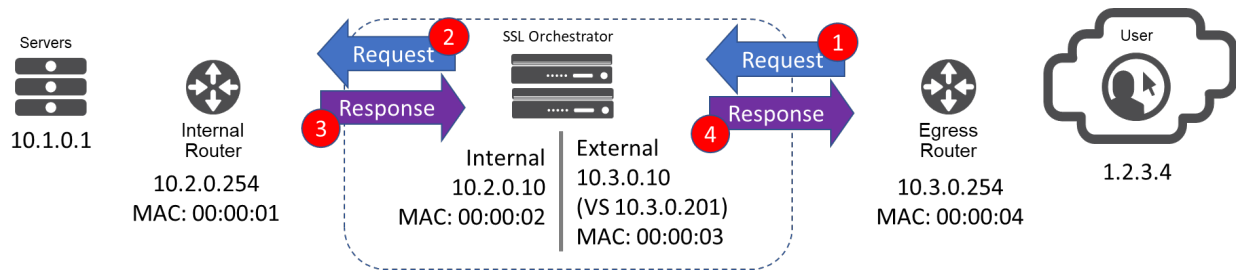 Servers
10.1.0.1
Internal
Router
10.2.0.254
MAC: 00:00:01
2
Request
Response
3
SSL Orchestrator
Internal
10.2.0.10
MAC: 00:00:02
External
10.3.0.10
(VS 10.3.0.201)
MAC: 00:00:03
1
Request
Response
4
Egress
Router
10.3.0.254
MAC: 00:00:04
User
1.2.3.4